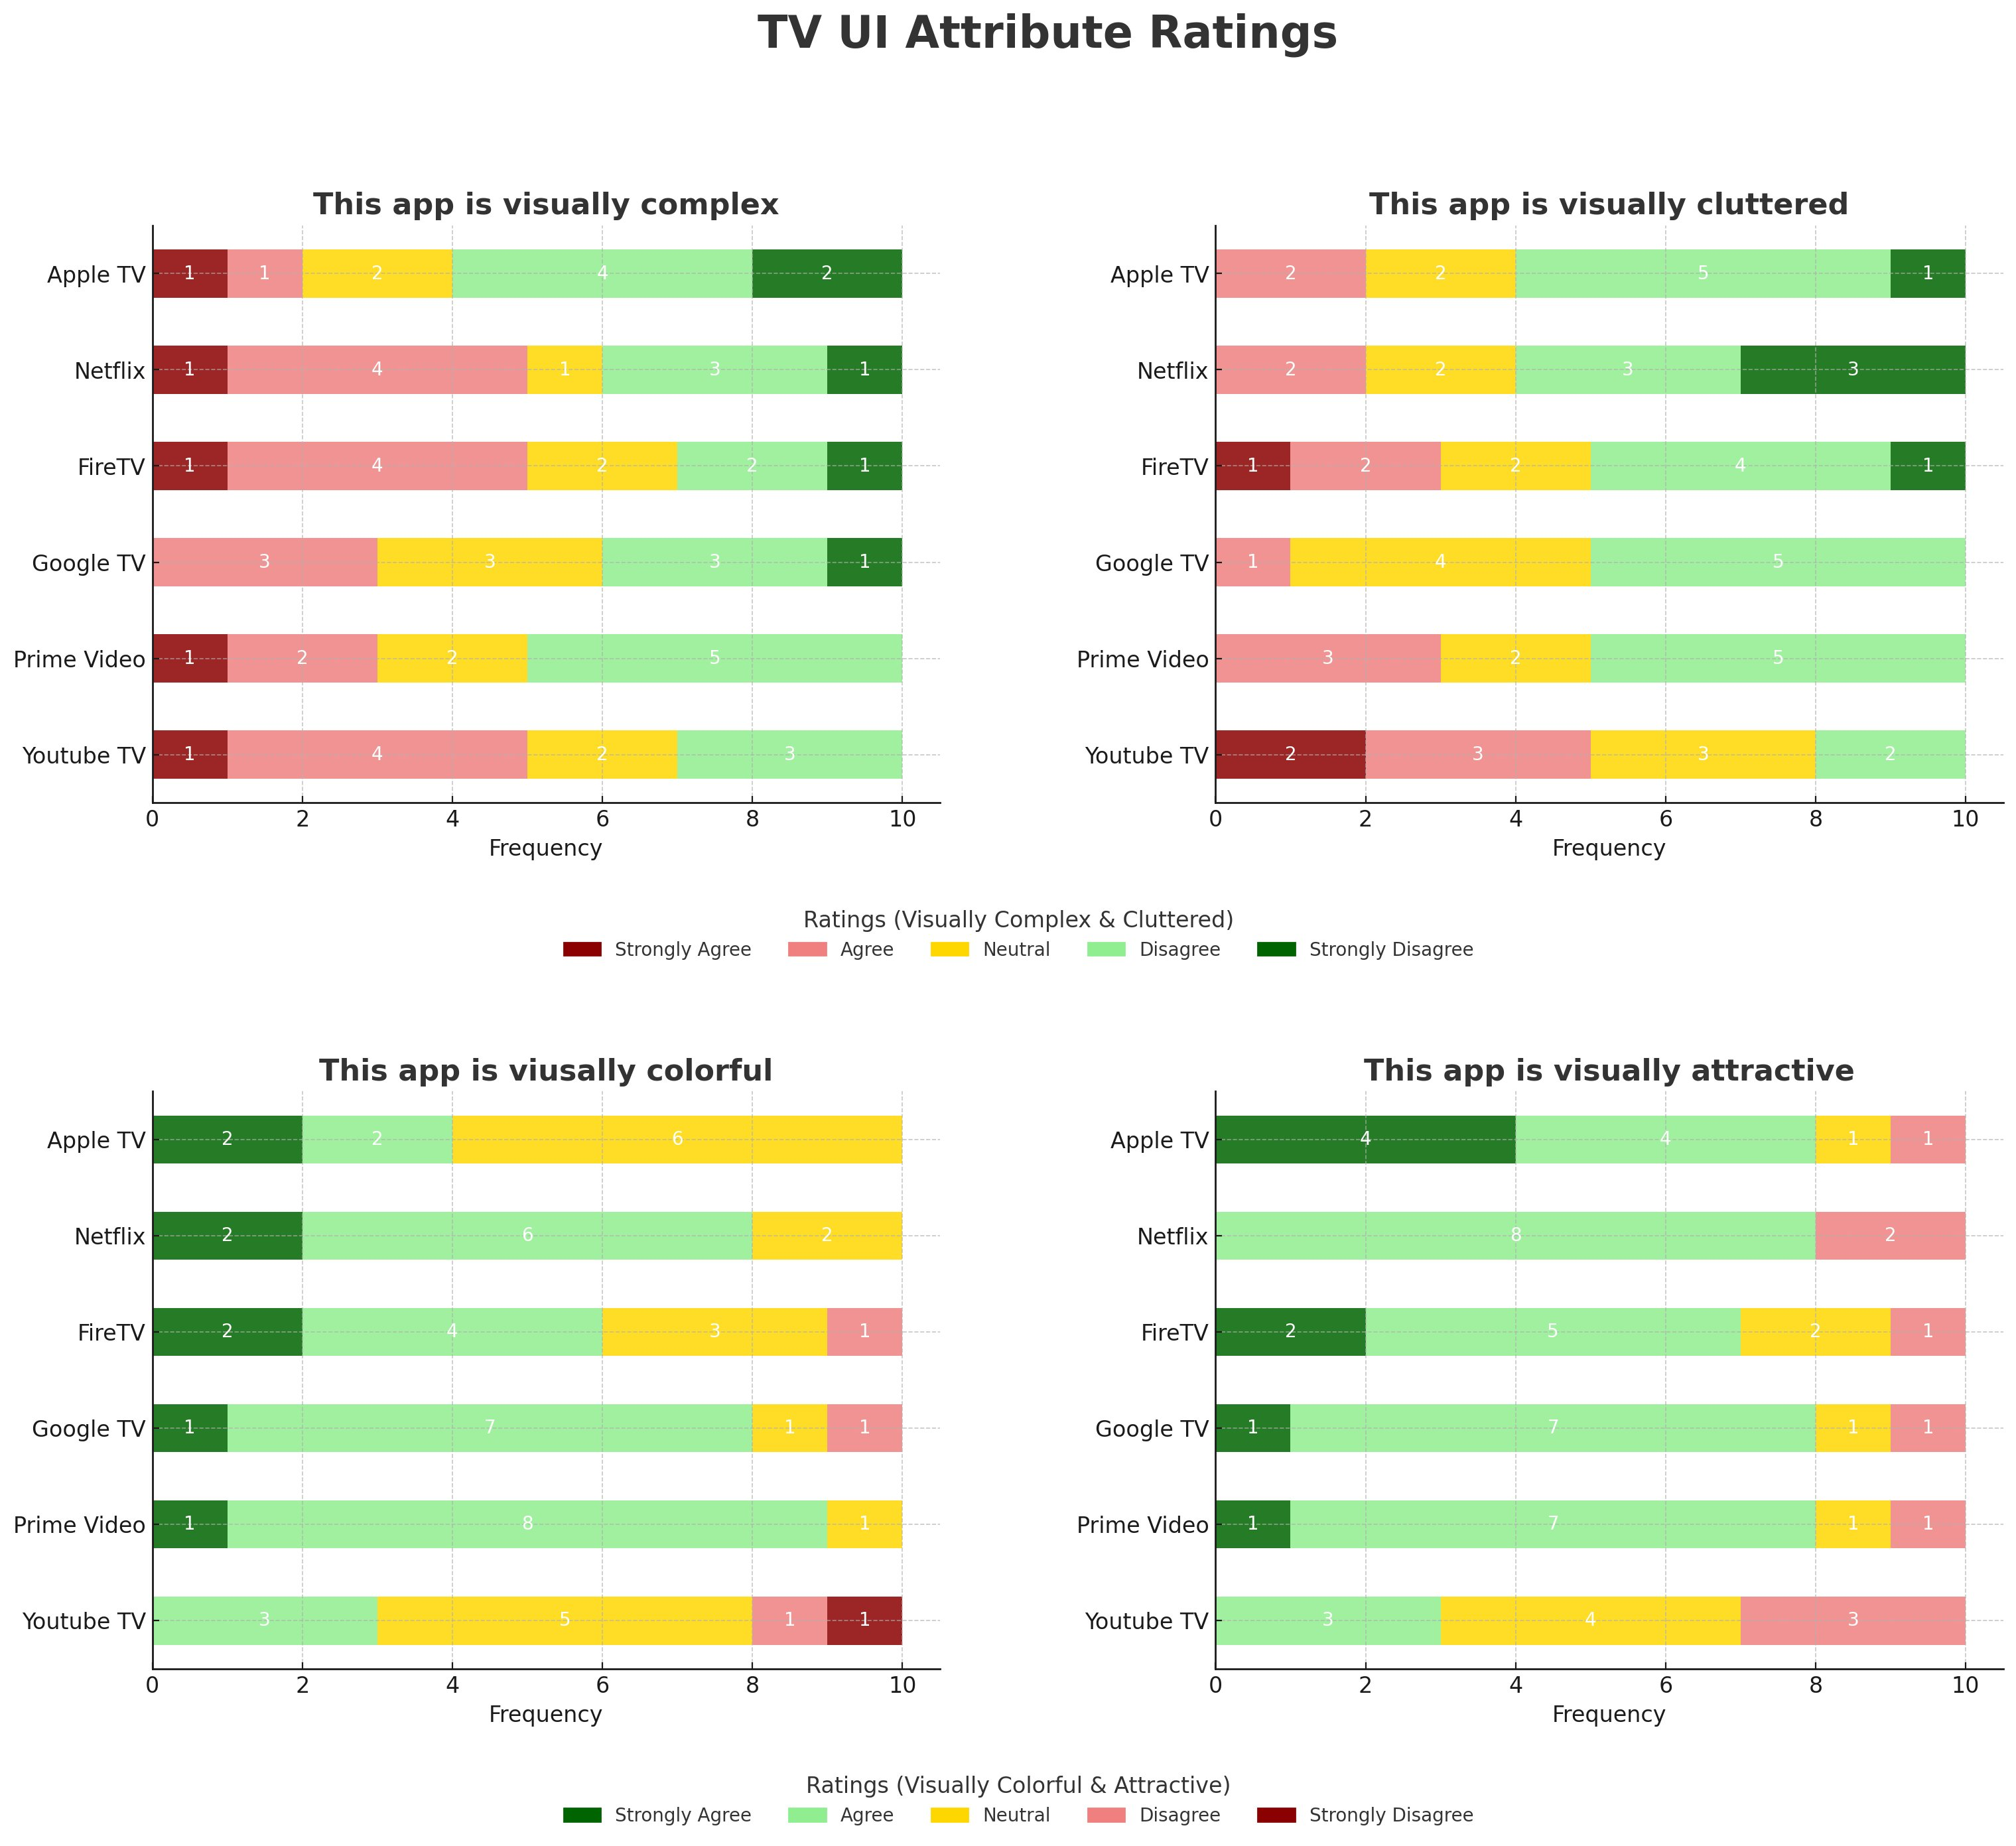 TV UI Attribute Ratings
This app is visually complex
Apple TV 1 1 2 4 2
Netflix 1 4 1 3 1
FireTV 1 4 2 2 1
Google TV 3 3 3 1
Prime Video 1 2 2 5
Youtube TV 1 4 2 3
0 2 4 6 8 10
Frequency
This app is visually cluttered
Apple TV 2 2 5 1
Netflix 2 2 3 3
FireTV 1 2 2 4 1
Google TV 1 4 5
Prime Video 3 2 5
Youtube TV 2 3 3 2
0 2 4 6 8 10
Frequency
Ratings (Visually Complex & Cluttered)
Strongly Agree Agree Neutral Disagree Strongly Disagree
This app is viusally colorful
Apple TV 2 2 6
Netflix 2 6 2
FireTV 2 4 3 1
Google TV 1 7 1 1
Prime Video 1 8 1
Youtube TV 3 5 1 1
0 2 4 6 8 10
Frequency
This app is visually attractive
Apple TV 4 4 1 1
Netflix 8 2
FireTV 2 5 2 1
Google TV 1 7 1 1
Prime Video 1 7 1 1
Youtube TV 3 4 3
0 2 4 6 8 10
Frequency
Ratings (Visually Colorful & Attractive)
Strongly Agree Agree Neutral Disagree Strongly Disagree